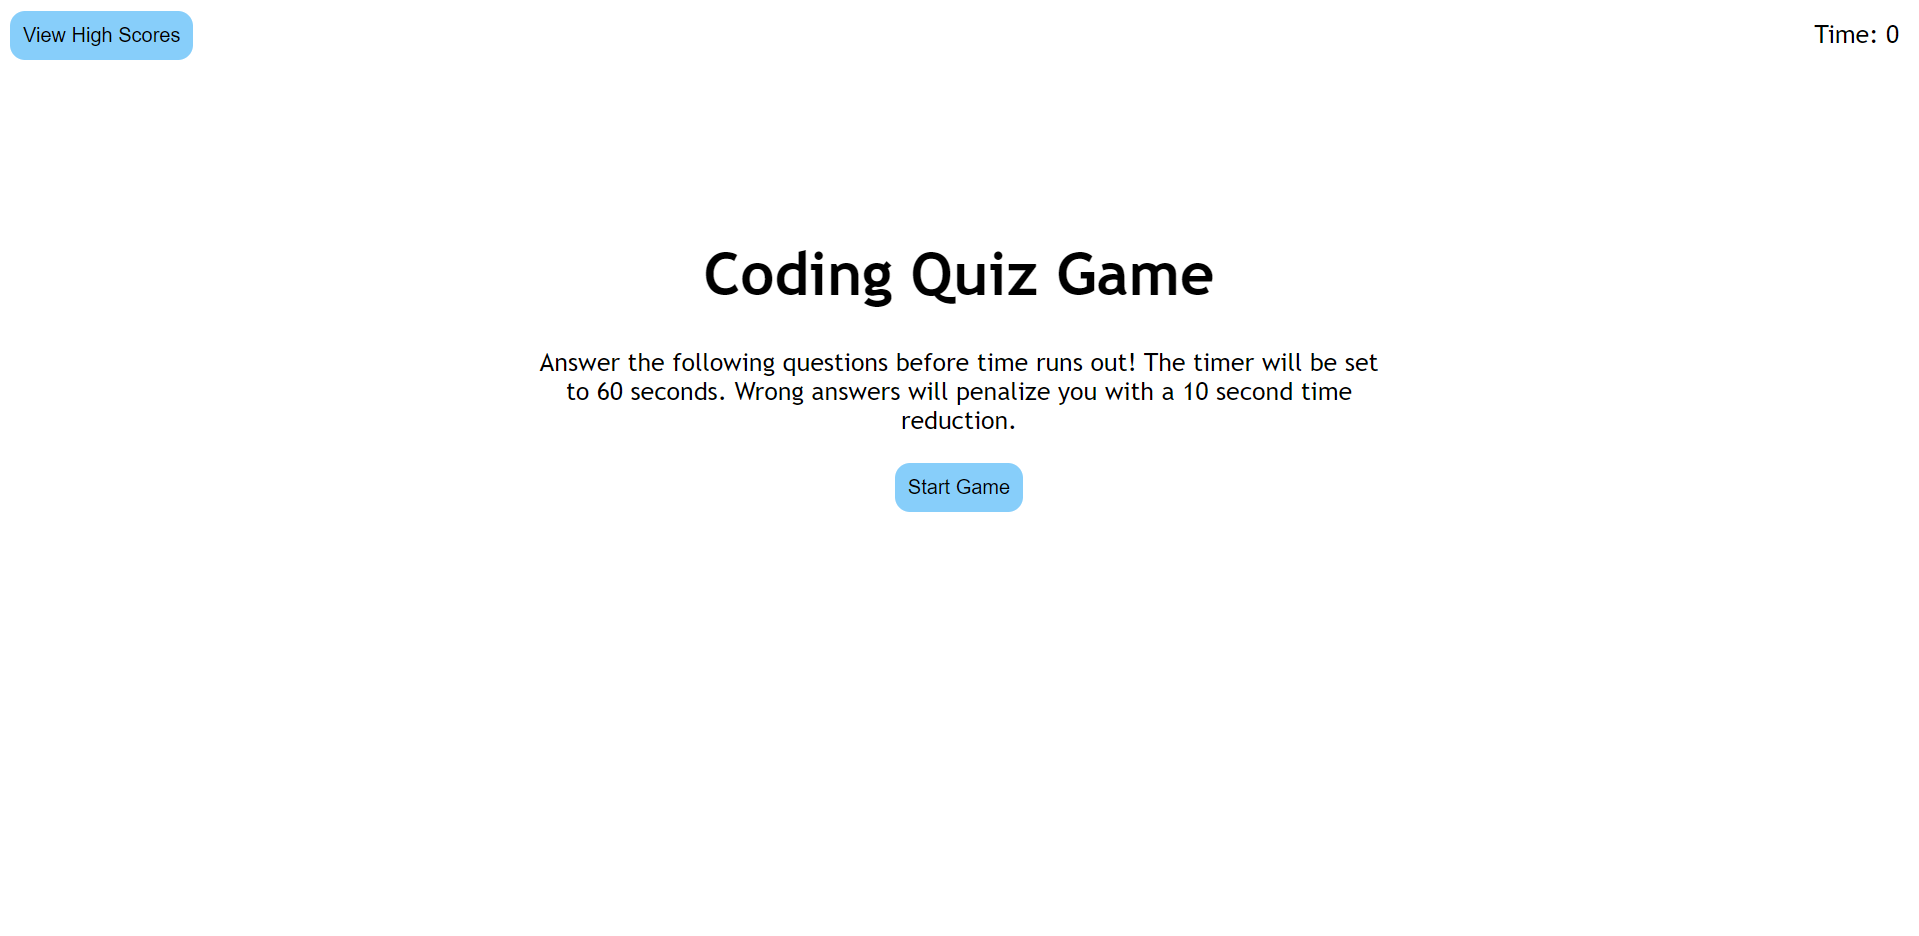 View High Scores
Time: 0
Coding Quiz Game
Answer the following questions before time runs out! The timer will be set
to 60 seconds. Wrong answers will penalize you with a 10 second time
reduction.
Start Game